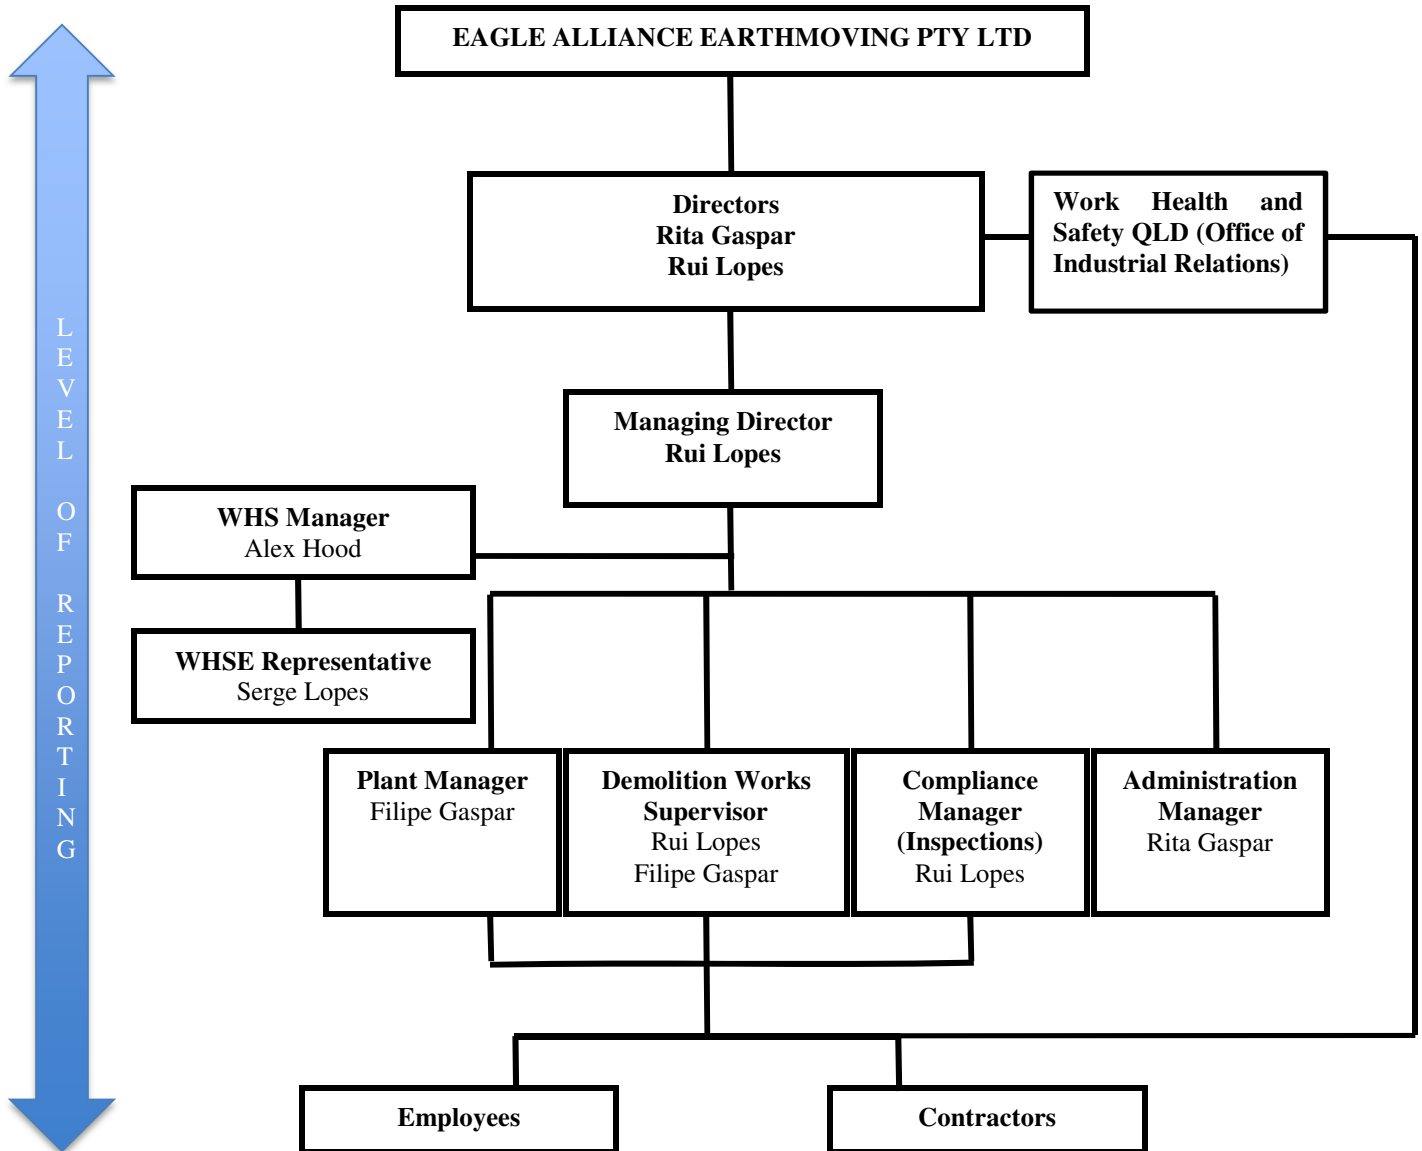 EAGLE ALLIANCE EARTHMOVING PTY LTD
Directors
Rita Gaspar
Rui Lopes
Work Health and
Safety QLD (Office of
Industrial Relations)
Managing Director
Rui Lopes
WHS Manager
Alex Hood
WHSE Representative
Serge Lopes
LEVEL OF REPORTING
Plant Manager
Filipe Gaspar
Demolition Works
Supervisor
Rui Lopes
Filipe Gaspar
Compliance
Manager
(Inspections)
Rui Lopes
Administration
Manager
Rita Gaspar
Employees
Contractors